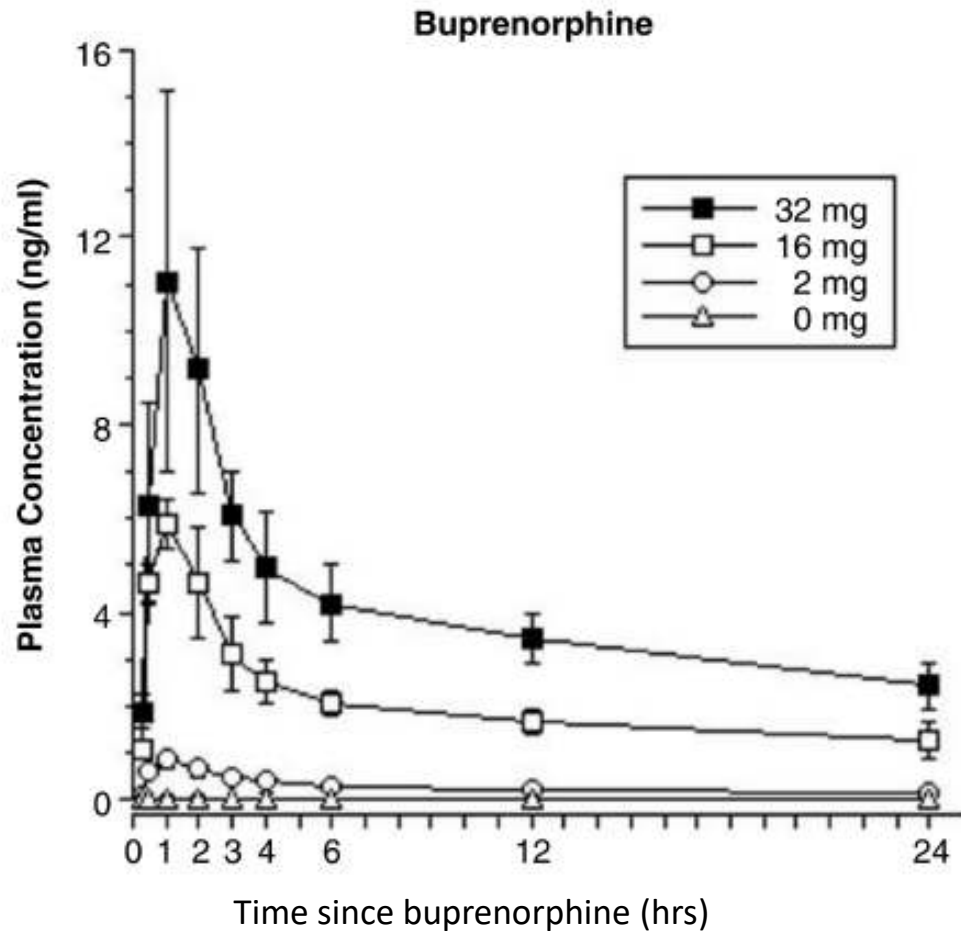 Buprenorphine
16
12
8
4
0
Plasma Concentration (ng/ml)
32 mg
16 mg
2 mg
0 mg
0 1 2 3 4 6 12 24
Time since buprenorphine (hrs)